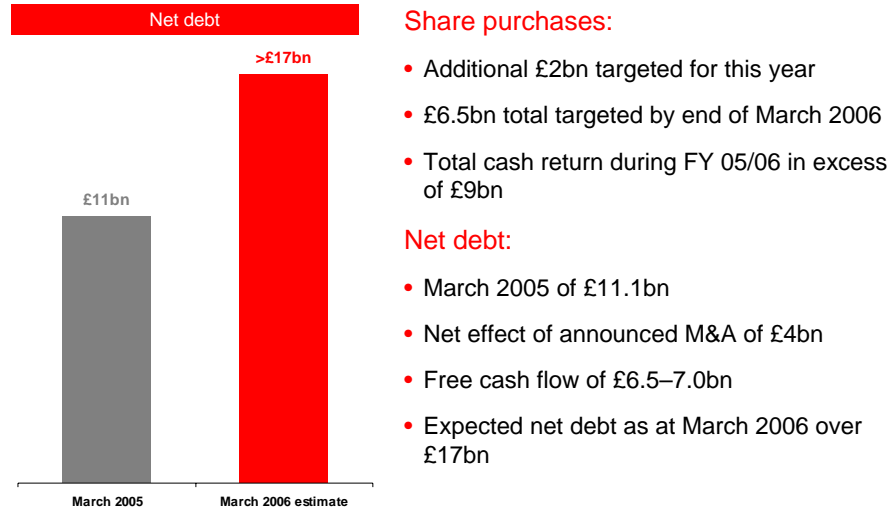 Net debt
>£17bn
£11bn
March 2005
March 2006 estimate
Share purchases:
• Additional £2bn targeted for this year
• £6.5bn total targeted by end of March 2006
• Total cash return during FY 05/06 in excess
of £9bn
Net debt:
• March 2005 of £11.1bn
• Net effect of announced M&A of £4bn
• Free cash flow of £6.5–7.0bn
• Expected net debt as at March 2006 over
£17bn